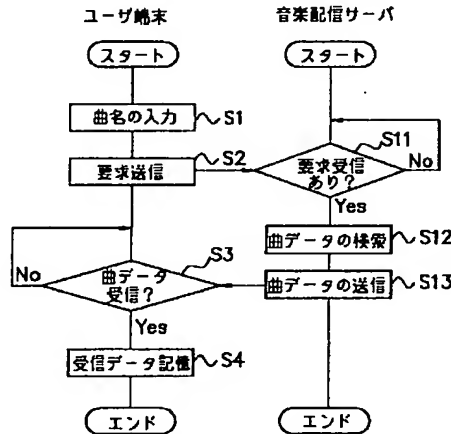 ユーザ端末
音楽配信サーバ
スタート
スタート
曲名の入力
S1
要求送信
S2
要求受信
あり?
S11
No
Yes
曲データの検索
S12
曲データの送信
S13
曲データ
受信?
S3
No
Yes
受信データ記憶
S4
エンド
エンド